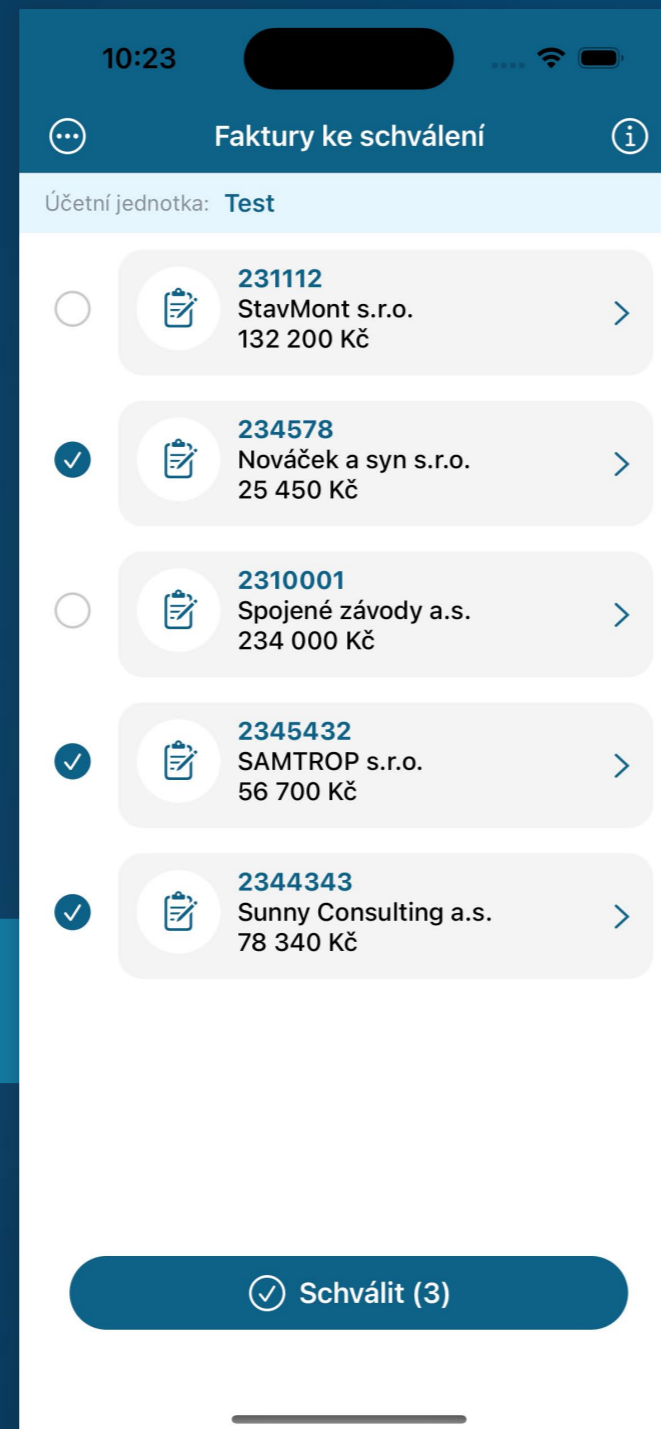 10:23
Faktury ke schválení
Účetní jednotka: Test
231112
StavMont s.r.o.
132 200 Kč
234578
Nováček a syn s.r.o.
25 450 Kč
2310001
Spojené závody a.s.
234 000 Kč
2345432
SAMTROP s.r.o.
56 700 Kč
2344343
Sunny Consulting a.s.
78 340 Kč
Schválit (3)